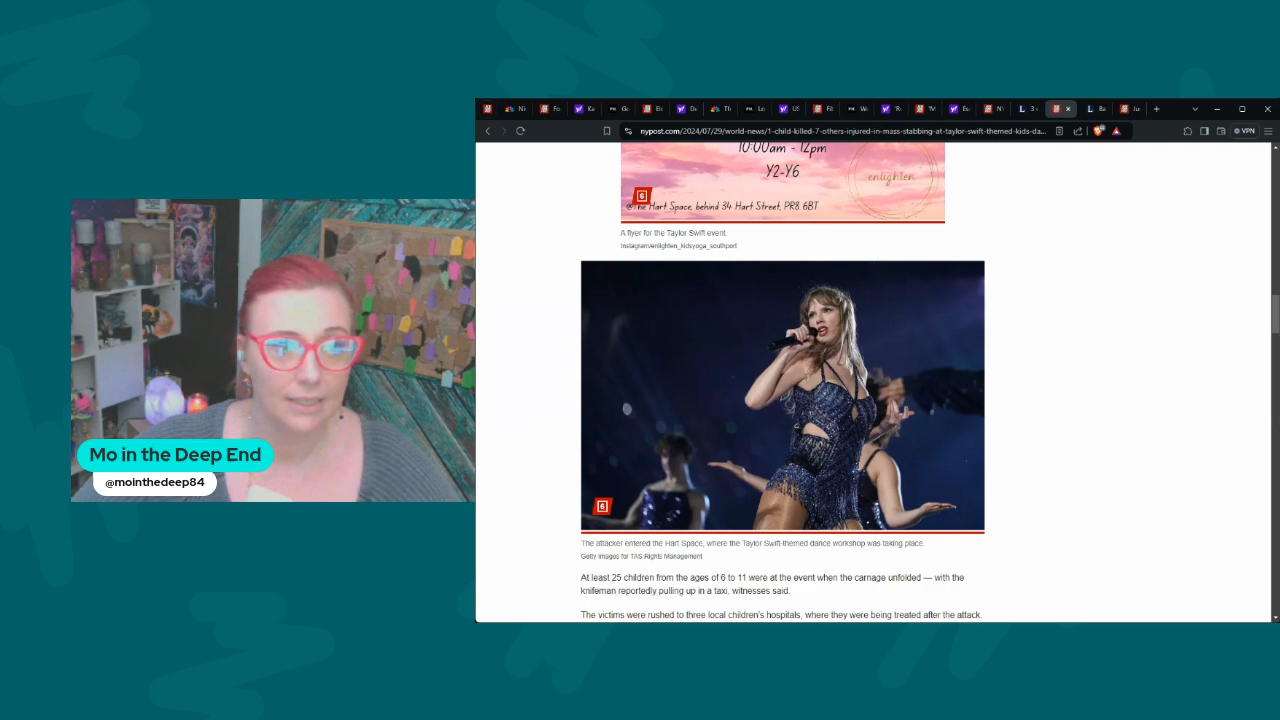 nypost.com/2024/07/29/world-news/1-child-killed-7-others-injured-in-mass-stabbing-at-taylor-swift-themed-kids-da...
VPN
10:00am - 12pm
Y2-Y6
enlighten
@The Hart Space, behind 34 Hart Street, PR8 6BT
A flyer for the Taylor Swift event.
Instagram/enlighten_kidsyoga_southport
6
The attacker entered the Hart Space, where the Taylor Swift-themed dance workshop was taking place.
Getty Images for TAS Rights Management
At least 25 children from the ages of 6 to 11 were at the event when the carnage unfolded — with the
knifeman reportedly pulling up in a taxi, witnesses said.
The victims were rushed to three local children's hospitals, where they were being treated after the attack.
Mo in the Deep End
@mointhedeep84